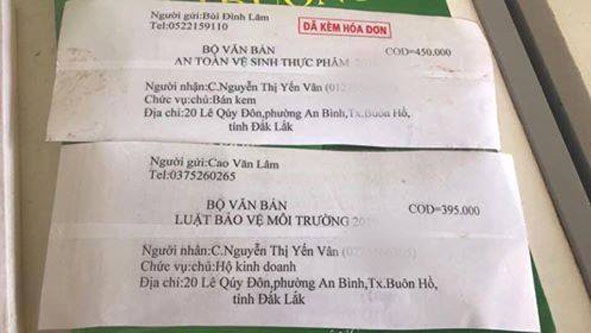 Người gửi:Bùi Đình Lâm
Tel:0522159110
ĐÃ KÈM HÓA ĐƠN
BỘ VĂN BẢN COD=450.000
AN TOÀN VỆ SINH THỰC PHẨM
Người nhận:C.Nguyễn Thị Yến Vân
Chức vụ:chủ:Bán kem
Địa chỉ:20 Lê Qúy Đôn,phường An Bình,Tx.Buôn Hồ,
tỉnh Đắk Lắk
Người gửi:Cao Văn Lâm
Tel:0375260265
BỘ VĂN BẢN COD=395.000
LUẬT BẢO VỆ MÔI TRƯỜNG
Người nhân:C.Nguyễn Thị Yến Vân
Chức vụ:chủ:Hộ kinh doanh
Địa chỉ:20 Lê Qúy Đôn,phường An Bình,Tx.Buôn Hồ,
tỉnh Đắk Lắk